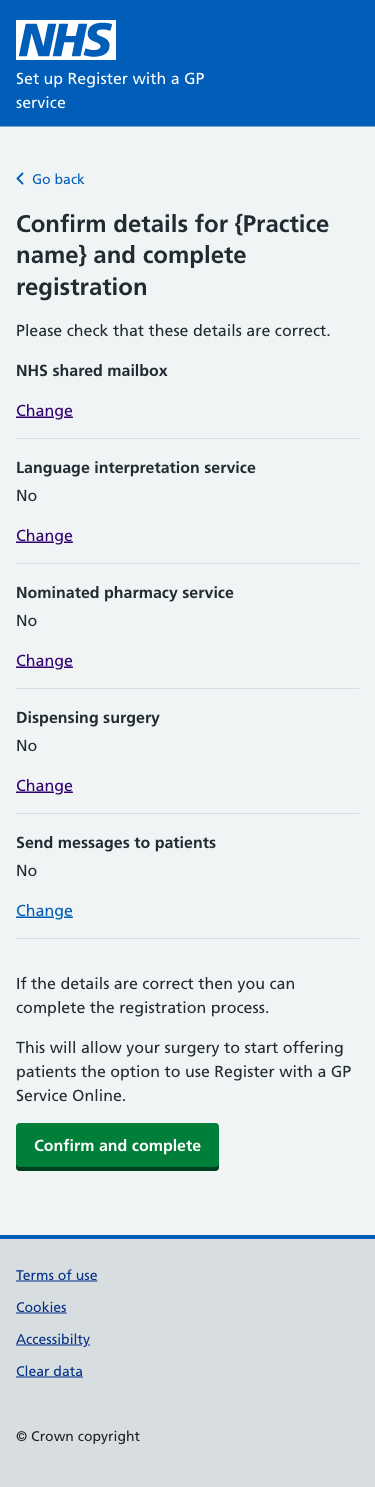 NHS
Set up Register with a GP
service
Go back
Confirm details for {Practice
name} and complete
registration
Please check that these details are correct.
NHS shared mailbox
Change
Language interpretation service
No
Change
Nominated pharmacy service
No
Change
Dispensing surgery
No
Change
Send messages to patients
No
Change
If the details are correct then you can
complete the registration process.
This will allow your surgery to start offering
patients the option to use Register with a GP
Service Online.
Confirm and complete
Terms of use
Cookies
Accessibilty
Clear data
© Crown copyright